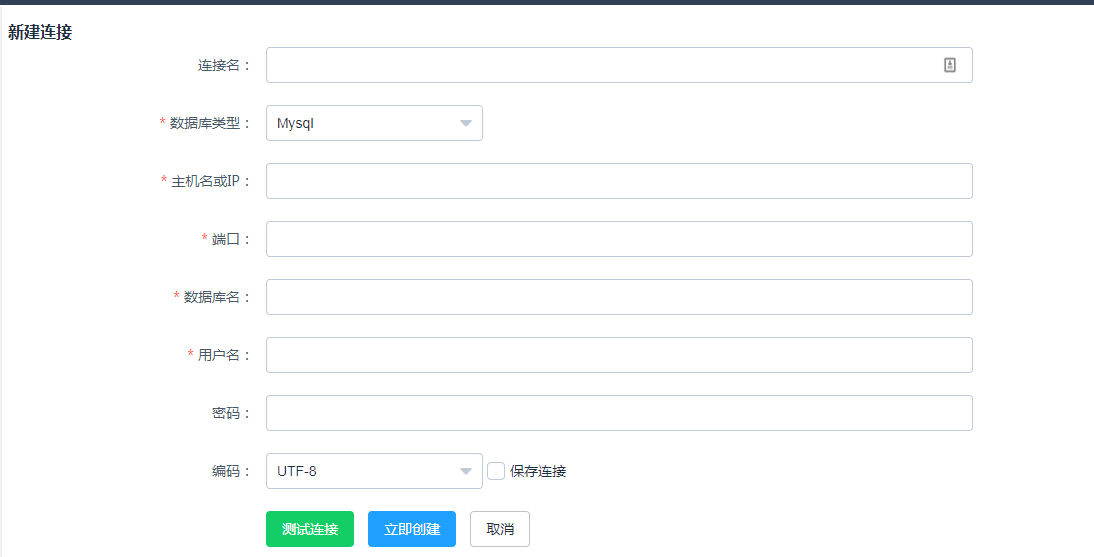 新建连接
连接名：
* 数据库类型： Mysql
* 主机名或IP：
* 端口：
* 数据库名：
* 用户名：
密码：
编码： UTF-8 保存连接
测试连接 立即创建 取消